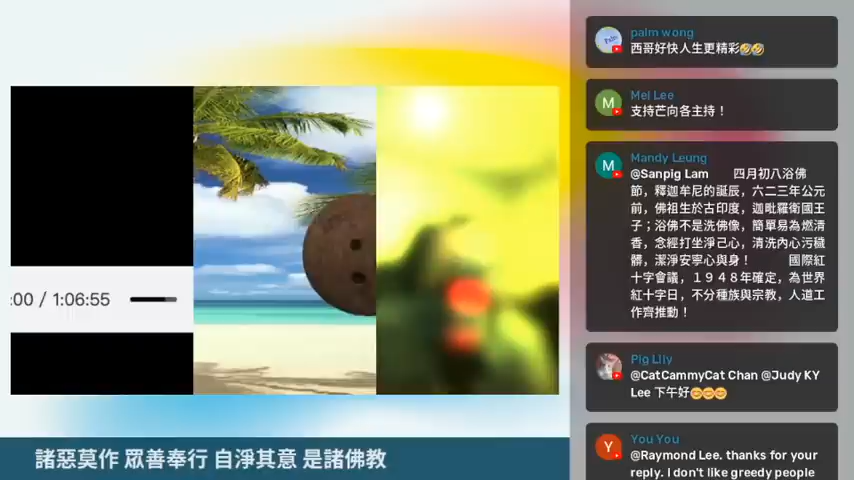 :00 / 1:06:55
諸惡莫作 眾善奉行 自淨其意 是諸佛教
palm wong
西哥好快人生更精彩🤣🤣
M
Mel Lee
支持芒向各主持！
M
Mandy Leung
@Sanpig Lam 四月初八浴佛
節，釋迦牟尼的誕辰，六二三年公元
前，佛祖生於古印度，迦毗羅衛國王
子；浴佛不是洗佛像，簡單易為燃清
香，念經打坐淨己心，清洗內心污穢
髒，潔淨安寧心與身！ 國際紅
十字會議，１９４８年確定，為世界
紅十字日，不分種族與宗教，人道工
作齊推動！
Pig Lily
@CatCammyCat Chan @Judy KY
Lee 下午好😊😊😊
Y
You You
@Raymond Lee. thanks for your
reply. I don't like greedy people